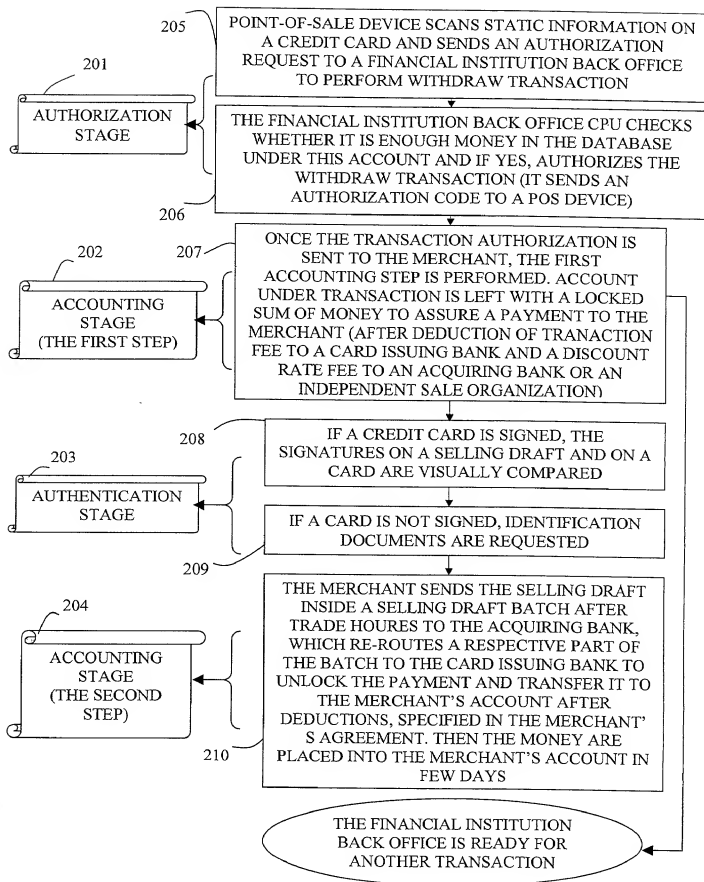 205
POINT-OF-SALE DEVICE SCANS STATIC INFORMATION ON
A CREDIT CARD AND SENDS AN AUTHORIZATION
REQUEST TO A FINANCIAL INSTITUTION BACK OFFICE
TO PERFORM WITHDRAW TRANSACTION
201
AUTHORIZATION
STAGE
THE FINANCIAL INSTITUTION BACK OFFICE CPU CHECKS
WHETHER IT IS ENOUGH MONEY IN THE DATABASE
UNDER THIS ACCOUNT AND IF YES, AUTHORIZES THE
WITHDRAW TRANSACTION (IT SENDS AN
AUTHORIZATION CODE TO A POS DEVICE)
206
207
ONCE THE TRANSACTION AUTHORIZATION IS
SENT TO THE MERCHANT, THE FIRST
ACCOUNTING STEP IS PERFORMED. ACCOUNT
UNDER TRANSACTION IS LEFT WITH A LOCKED
SUM OF MONEY TO ASSURE A PAYMENT TO THE
MERCHANT (AFTER DEDUCTION OF TRANACTION
FEE TO A CARD ISSUING BANK AND A DISCOUNT
RATE FEE TO AN ACQUIRING BANK OR AN
INDEPENDENT SALE ORGANIZATION)
202
ACCOUNTING
STAGE
(THE FIRST STEP)
208
IF A CREDIT CARD IS SIGNED, THE
SIGNATURES ON A SELLING DRAFT AND ON A
CARD ARE VISUALLY COMPARED
203
AUTHENTICATION
STAGE
IF A CARD IS NOT SIGNED, IDENTIFICATION
DOCUMENTS ARE REQUESTED
209
204
ACCOUNTING
STAGE
(THE SECOND
STEP)
THE MERCHANT SENDS THE SELLING DRAFT
INSIDE A SELLING DRAFT BATCH AFTER
TRADE HOURES TO THE ACQUIRING BANK,
WHICH RE-ROUTES A RESPECTIVE PART OF
THE BATCH TO THE CARD ISSUING BANK TO
UNLOCK THE PAYMENT AND TRANSFER IT TO
THE MERCHANT'S ACCOUNT AFTER
DEDUCTIONS, SPECIFIED IN THE MERCHANT'
S AGREEMENT. THEN THE MONEY ARE
PLACED INTO THE MERCHANT'S ACCOUNT IN
FEW DAYS
210
THE FINANCIAL INSTITUTION
BACK OFFICE IS READY FOR
ANOTHER TRANSACTION